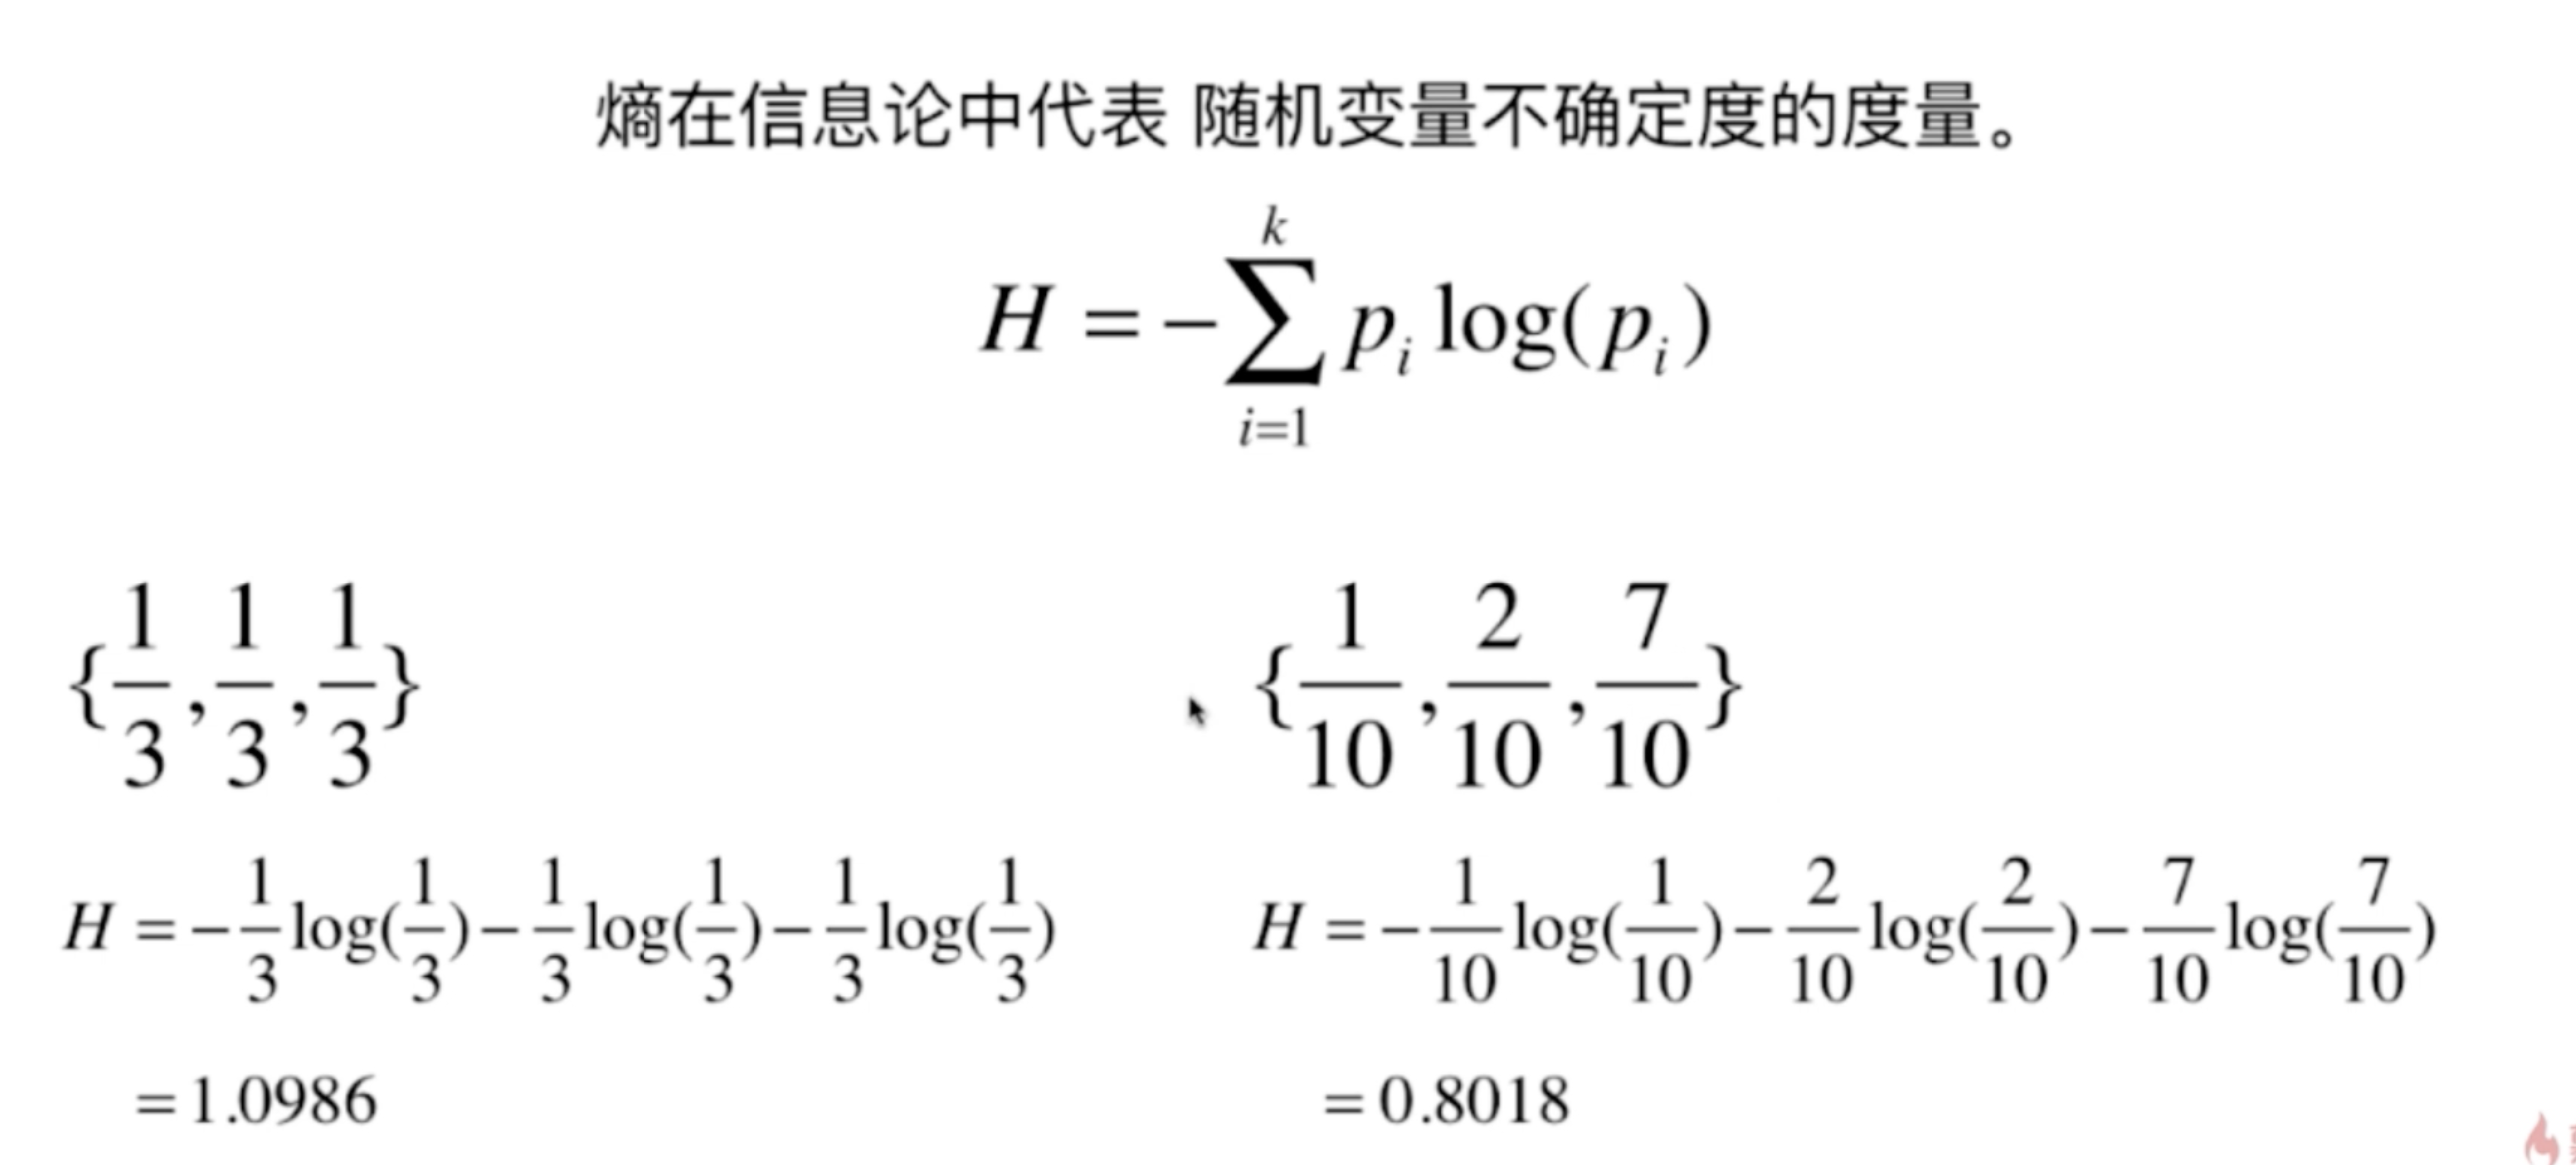 熵在信息论中代表 随机变量不确定度的度量。
H = -∑_{i=1}^{k} p_i log(p_i)
{1/3, 1/3, 1/3}
{1/10, 2/10, 7/10}
H = -1/3 log(1/3) - 1/3 log(1/3) - 1/3 log(1/3)
= 1.0986
H = -1/10 log(1/10) - 2/10 log(2/10) - 7/10 log(7/10)
= 0.8018